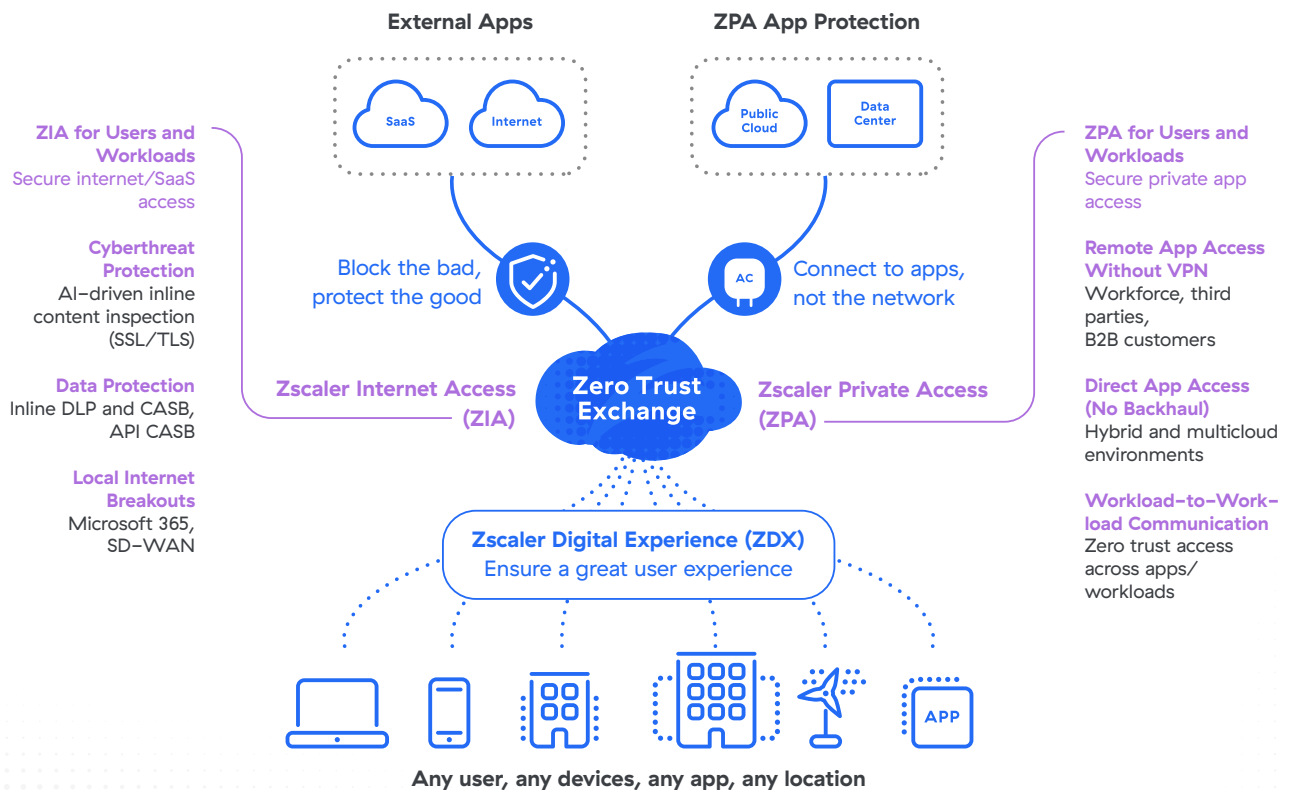 External Apps
ZPA App Protection
SaaS
Internet
Public
Cloud
Data
Center
ZIA for Users and
Workloads
Secure internet/SaaS
access
Cyberthreat
Protection
AI-driven inline
content inspection
(SSL/TLS)
Data Protection
Inline DLP and CASB,
API CASB
Local Internet
Breakouts
Microsoft 365,
SD-WAN
Block the bad,
protect the good
AC
Connect to apps,
not the network
Zscaler Internet Access
(ZIA)
Zero Trust
Exchange
Zscaler Private Access
(ZPA)
ZPA for Users and
Workloads
Secure private app
access
Remote App Access
Without VPN
Workforce, third
parties,
B2B customers
Direct App Access
(No Backhaul)
Hybrid and multicloud
environments
Workload-to-Work-
load Communication
Zero trust access
across apps/
workloads
Zscaler Digital Experience (ZDX)
Ensure a great user experience
APP
Any user, any devices, any app, any location